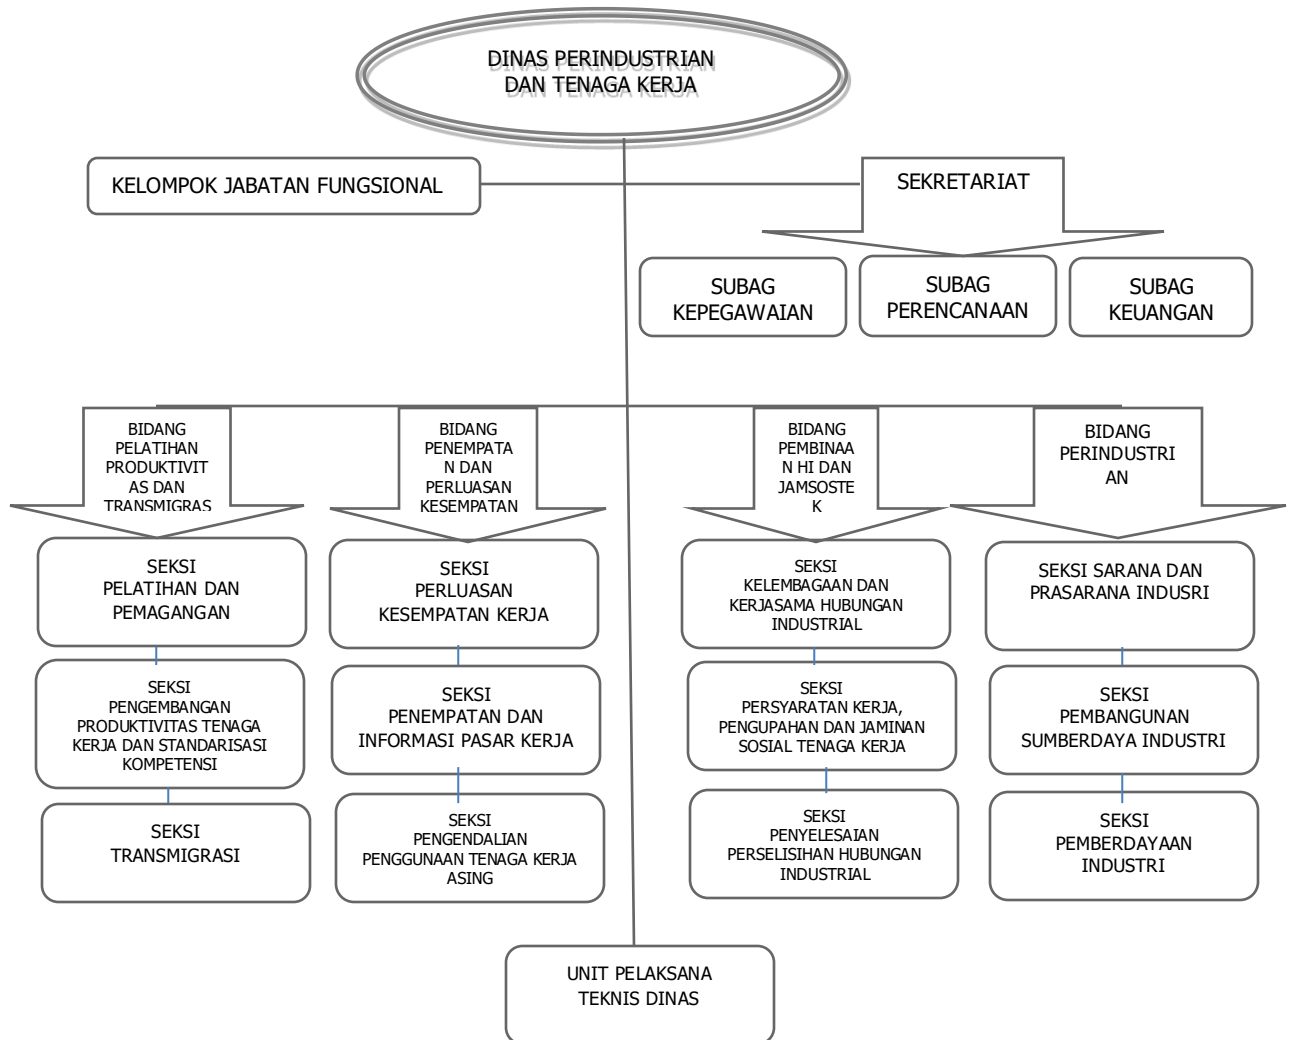 DINAS PERINDUSTRIAN
DAN TENAGA KERJA
KELOMPOK JABATAN FUNGSIONAL
SEKRETARIAT
SUBAG
KEPEGAWAIAN
SUBAG
PERENCANAAN
SUBAG
KEUANGAN
BIDANG
PELATIHAN
PRODUKTIVIT
AS DAN
TRANSMIGRAS
BIDANG
PENEMPATA
N DAN
PERLUASAN
KESEMPATAN
BIDANG
PEMBINAA
N HI DAN
JAMSOSTE
K
BIDANG
PERINDUSTRI
AN
SEKSI
PELATIHAN DAN
PEMAGANGAN
SEKSI
PERLUASAN
KESEMPATAN KERJA
SEKSI
KELEMBAGAAN DAN
KERJASAMA HUBUNGAN
INDUSTRIAL
SEKSI SARANA DAN
PRASARANA INDUSRI
SEKSI
PENGEMBANGAN
PRODUKTIVITAS TENAGA
KERJA DAN STANDARISASI
KOMPETENSI
SEKSI
PENEMPATAN DAN
INFORMASI PASAR KERJA
SEKSI
PERSYARATAN KERJA,
PENGUPAHAN DAN JAMINAN
SOSIAL TENAGA KERJA
SEKSI
PEMBANGUNAN
SUMBERDAYA INDUSTRI
SEKSI
TRANSMIGRASI
SEKSI
PENGENDALIAN
PENGGUNAAN TENAGA KERJA
ASING
SEKSI
PENYELESAIAN
PERSELISIHAN HUBUNGAN
INDUSTRIAL
SEKSI
PEMBERDAYAAN
INDUSTRI
UNIT PELAKSANA
TEKNIS DINAS